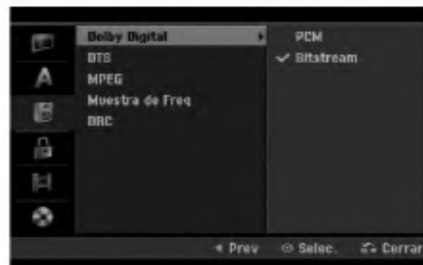 Dolby Digital
PCM
DTS
Bitstream
A
MPEG
Muestra de Freq
DRC
Prev
Selec.
Cerrar